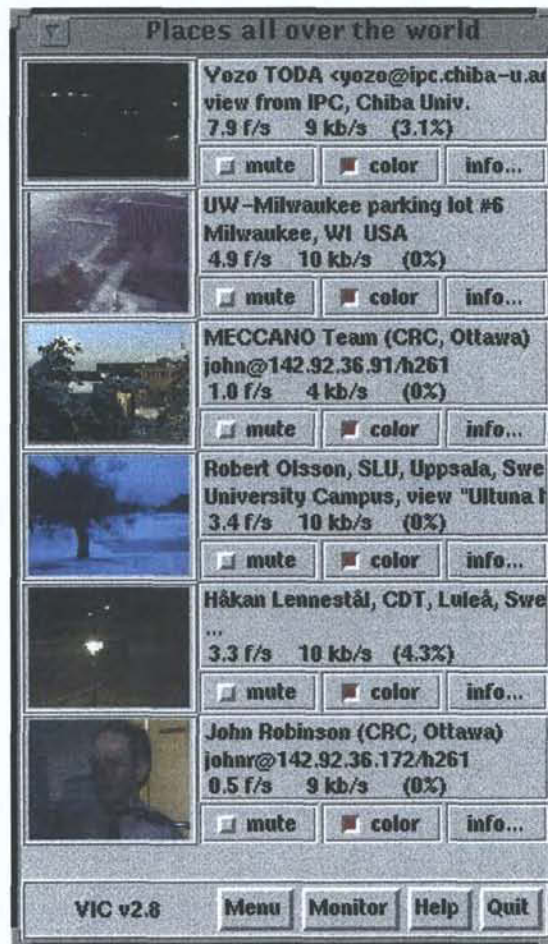 Places all over the world
Yozo TODA <yozo@ipc.chiba-u.a
view from IPC, Chiba Univ.
7.9 f/s 9 kb/s (3.1%)
mute color info...
UW-Milwaukee parking lot #6
Milwaukee, WI USA
4.9 f/s 10 kb/s (0%)
mute color info...
MECCANO Team (CRC, Ottawa)
john@142.92.36.91/h261
1.0 f/s 4 kb/s (0%)
mute color info...
Robert Olsson, SLU, Uppsala, Swe
University Campus, view "Ultuna h
3.4 f/s 10 kb/s (0%)
mute color info...
Håkan Lennestål, CDT, Luleå, Swe
...
3.3 f/s 10 kb/s (4.3%)
mute color info...
John Robinson (CRC, Ottawa)
johnr@142.92.36.172/h261
0.5 f/s 9 kb/s (0%)
mute color info...
VIC v2.8 Menu Monitor Help Quit